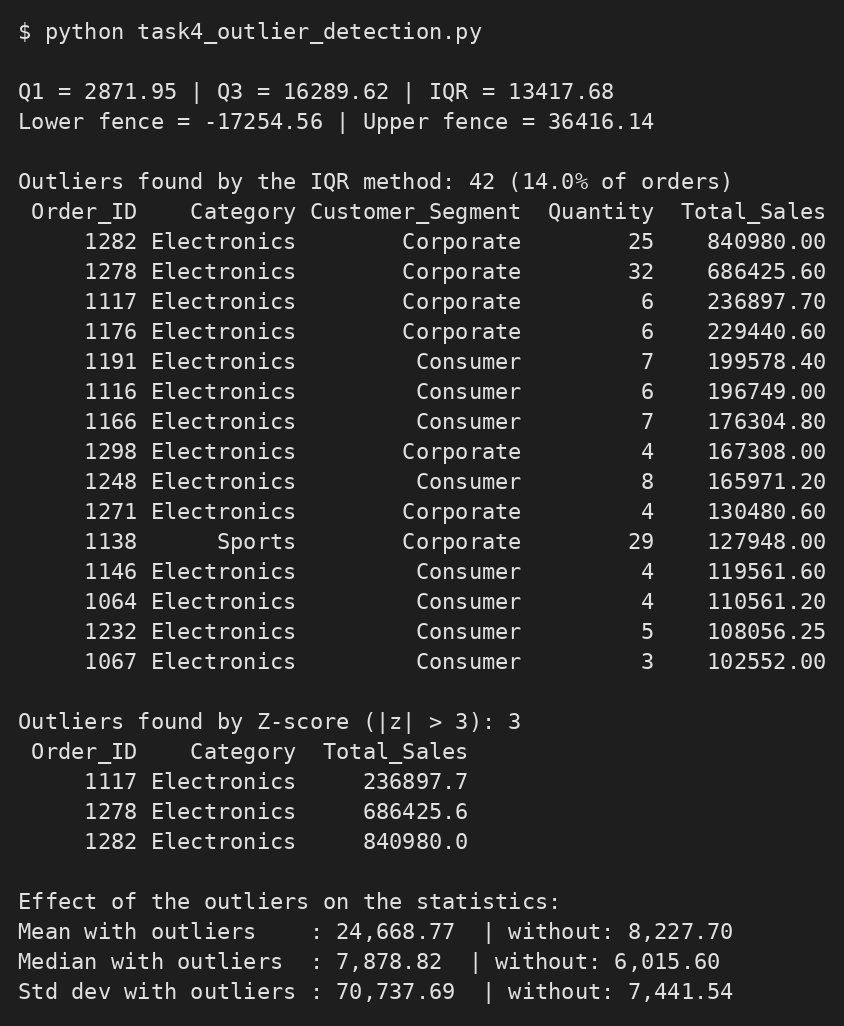 $ python task4_outlier_detection.py
Q1 = 2871.95 | Q3 = 16289.62 | IQR = 13417.68
Lower fence = -17254.56 | Upper fence = 36416.14
Outliers found by the IQR method: 42 (14.0% of orders)
Order_ID Category Customer_Segment Quantity Total_Sales
1282 Electronics Corporate 25 840980.00
1278 Electronics Corporate 32 686425.60
1117 Electronics Corporate 6 236897.70
1176 Electronics Corporate 6 229440.60
1191 Electronics Consumer 7 199578.40
1116 Electronics Consumer 6 196749.00
1166 Electronics Consumer 7 176304.80
1298 Electronics Corporate 4 167308.00
1248 Electronics Consumer 8 165971.20
1271 Electronics Corporate 4 130480.60
1138 Sports Corporate 29 127948.00
1146 Electronics Consumer 4 119561.60
1064 Electronics Consumer 4 110561.20
1232 Electronics Consumer 5 108056.25
1067 Electronics Consumer 3 102552.00
Outliers found by Z-score (|z| > 3): 3
Order_ID Category Total_Sales
1117 Electronics 236897.7
1278 Electronics 686425.6
1282 Electronics 840980.0
Effect of the outliers on the statistics:
Mean with outliers : 24,668.77 | without: 8,227.70
Median with outliers : 7,878.82 | without: 6,015.60
Std dev with outliers : 70,737.69 | without: 7,441.54